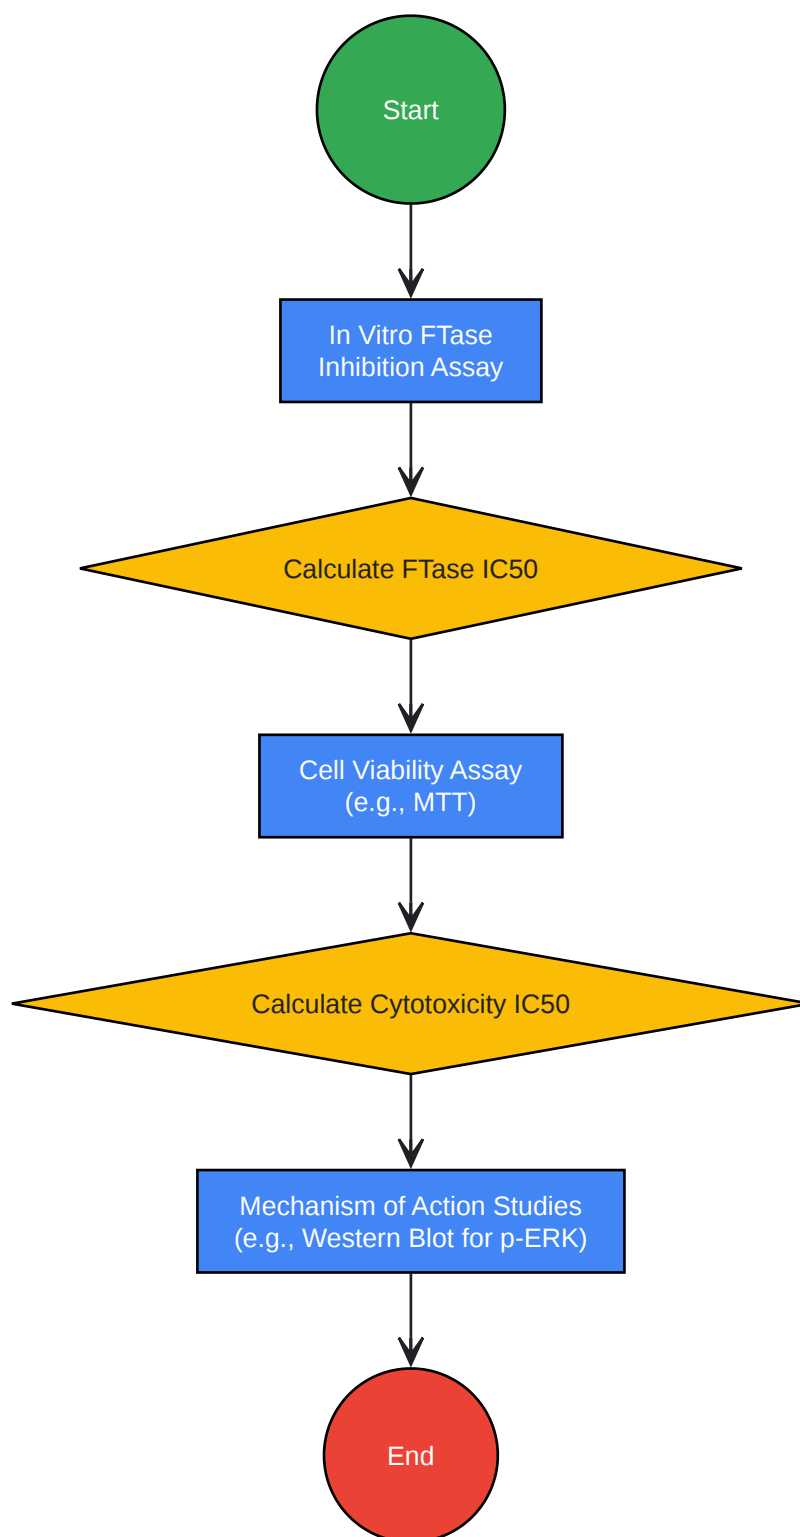 Start
In Vitro FTase
Inhibition Assay
Calculate FTase IC50
Cell Viability Assay
(e.g., MTT)
Calculate Cytotoxicity IC50
Mechanism of Action Studies
(e.g., Western Blot for p-ERK)
End